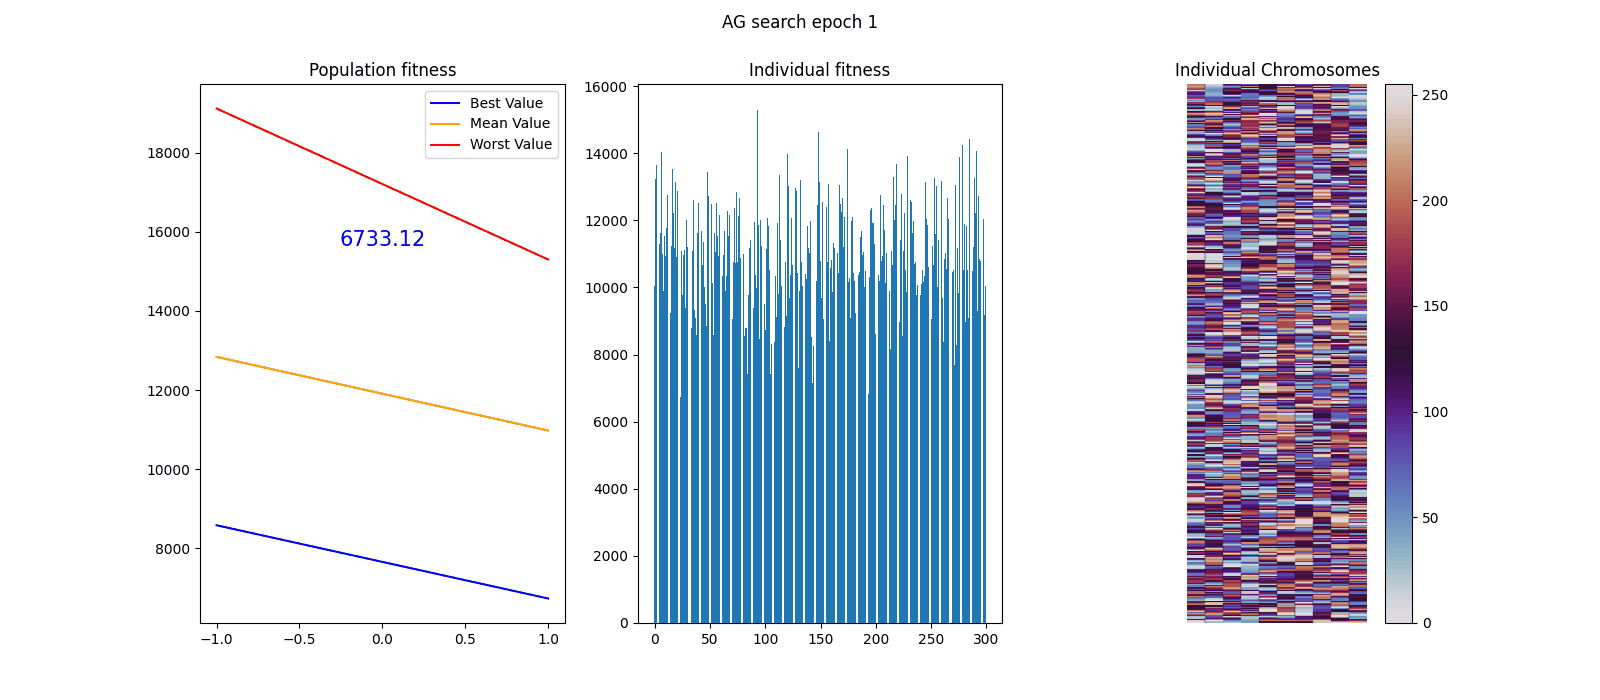 AG search epoch 1
Population fitness
Best Value
Mean Value
Worst Value
6733.12
18000
16000
14000
12000
10000
8000
−1.0 −0.5 0.0 0.5 1.0
Individual fitness
16000
14000
12000
10000
8000
6000
4000
2000
0
0 50 100 150 200 250 300
Individual Chromosomes
250
200
150
100
50
0